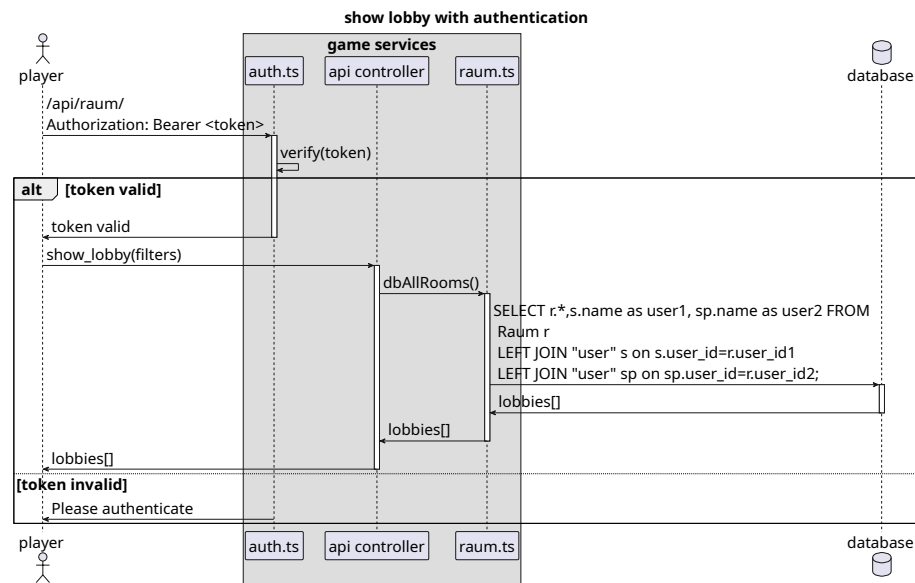 show lobby with authentication
game services
player
auth.ts
api controller
raum.ts
database
/api/raum/
Authorization: Bearer <token>
verify(token)
alt [token valid]
token valid
show_lobby(filters)
dbAllRooms()
SELECT r.*,s.name as user1, sp.name as user2 FROM
Raum r
LEFT JOIN "user" s on s.user_id=r.user_id1
LEFT JOIN "user" sp on sp.user_id=r.user_id2;
lobbies[]
lobbies[]
lobbies[]
[token invalid]
Please authenticate
player
auth.ts
api controller
raum.ts
database